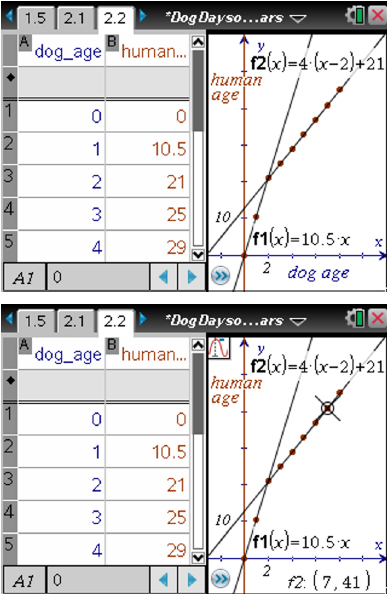 1.5 2.1 2.2 *DogDayso...ars
A dog_age B human...
◆
1 0 0
2 1 10.5
3 2 21
4 3 25
5 4 29
A1 0
y
f2(x)=4·(x-2)+21
human
age
10
f1(x)=10.5·x
x
2
dog age
1.5 2.1 2.2 *DogDayso...ars
A dog_age B human...
◆
1 0 0
2 1 10.5
3 2 21
4 3 25
5 4 29
A1 0
y
f2(x)=4·(x-2)+21
human
age
10
f1(x)=10.5·x
x
2
f2: (7,41)